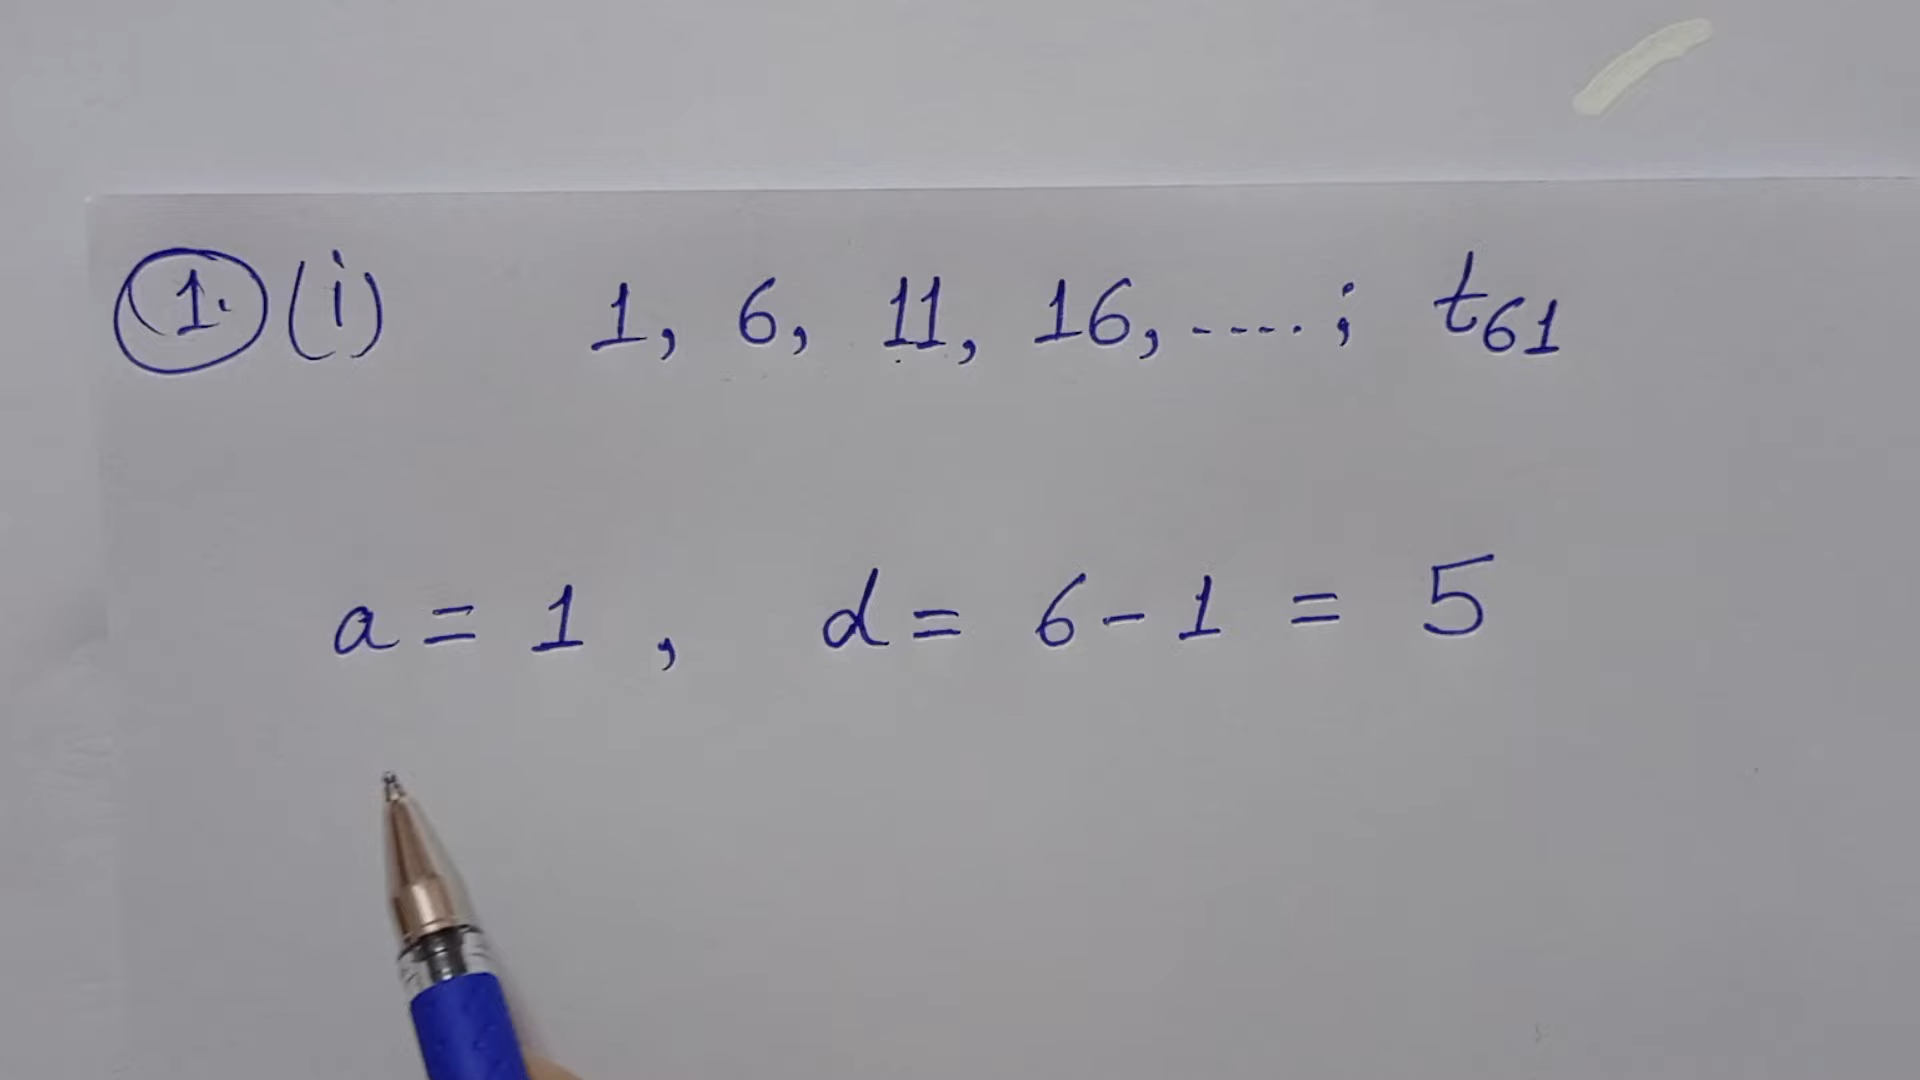 1. (i) 1, 6, 11, 16, ..... ; t₆₁
a = 1 , d = 6 - 1 = 5